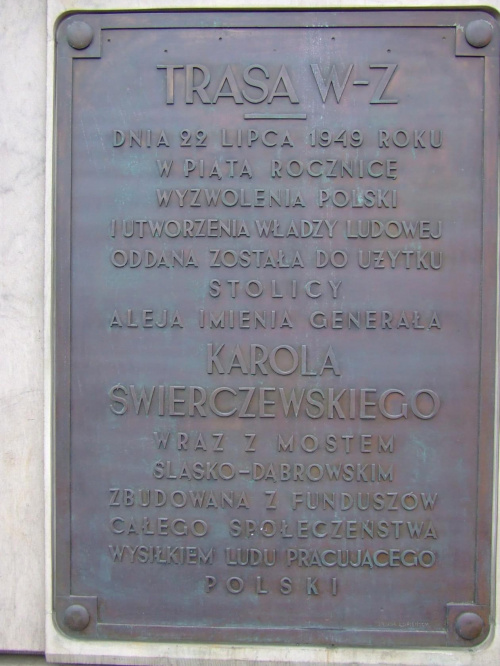 TRASA W-Z
DNIA 22 LIPCA 1949 ROKU
W PIĄTĄ ROCZNICĘ
WYZWOLENIA POLSKI
I UTWORZENIA WŁADZY LUDOWEJ
ODDANA ZOSTAŁA DO UŻYTKU
STOLICY
ALEJA IMIENIA GENERAŁA
KAROLA
ŚWIERCZEWSKIEGO
WRAZ Z MOSTEM
ŚLĄSKO-DĄBROWSKIM
ZBUDOWANA Z FUNDUSZÓW
CAŁEGO SPOŁECZEŃSTWA
WYSIŁKIEM LUDU PRACUJĄCEGO
POLSKI